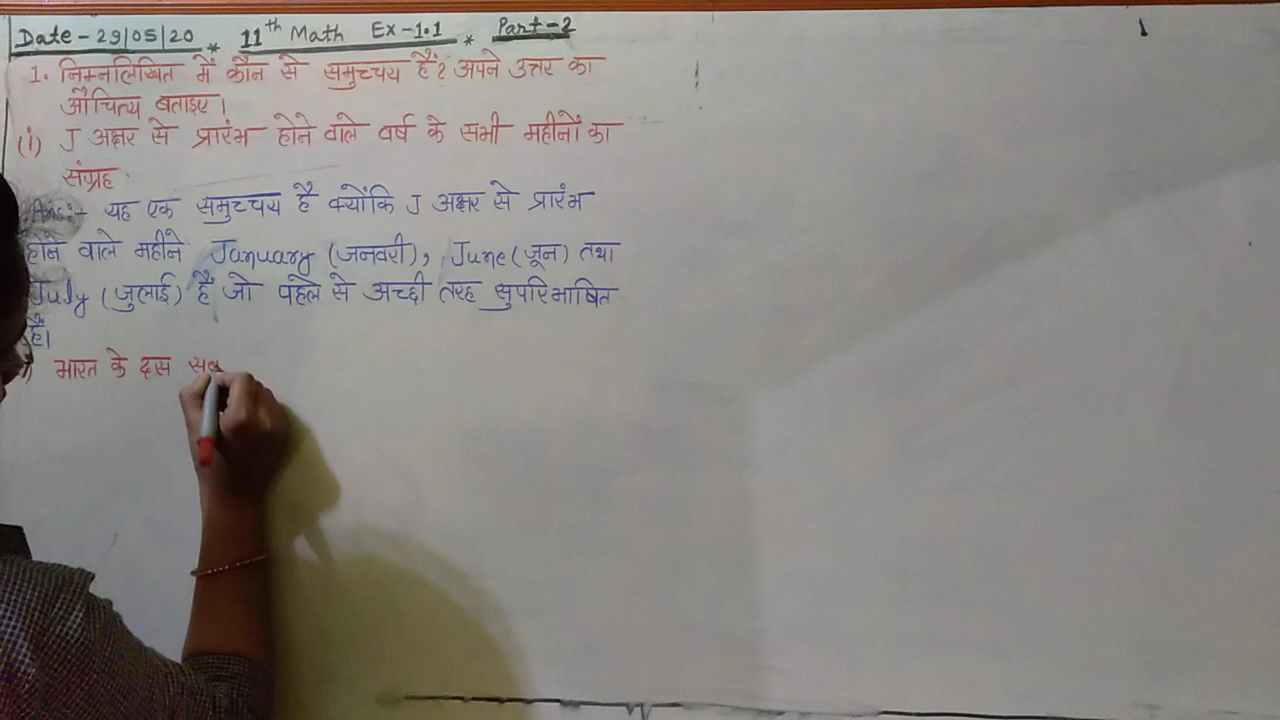 Date - 29/05/20 * 11th Math Ex-1.1 * Part-2
1. निम्नलिखित में कौन से समुच्चय हैं? अपने उत्तर का
औचित्य बताइए।
(i) J अक्षर से प्रारंभ होने वाले वर्ष के सभी महीनों का
संग्रह
Ans:- यह एक समुच्चय है क्योंकि J अक्षर से प्रारंभ
होने वाले महीने January (जनवरी), June (जून) तथा
July (जुलाई) हैं जो पहले से अच्छी तरह सुपरिभाषित
है।
) भारत के दस सब
1